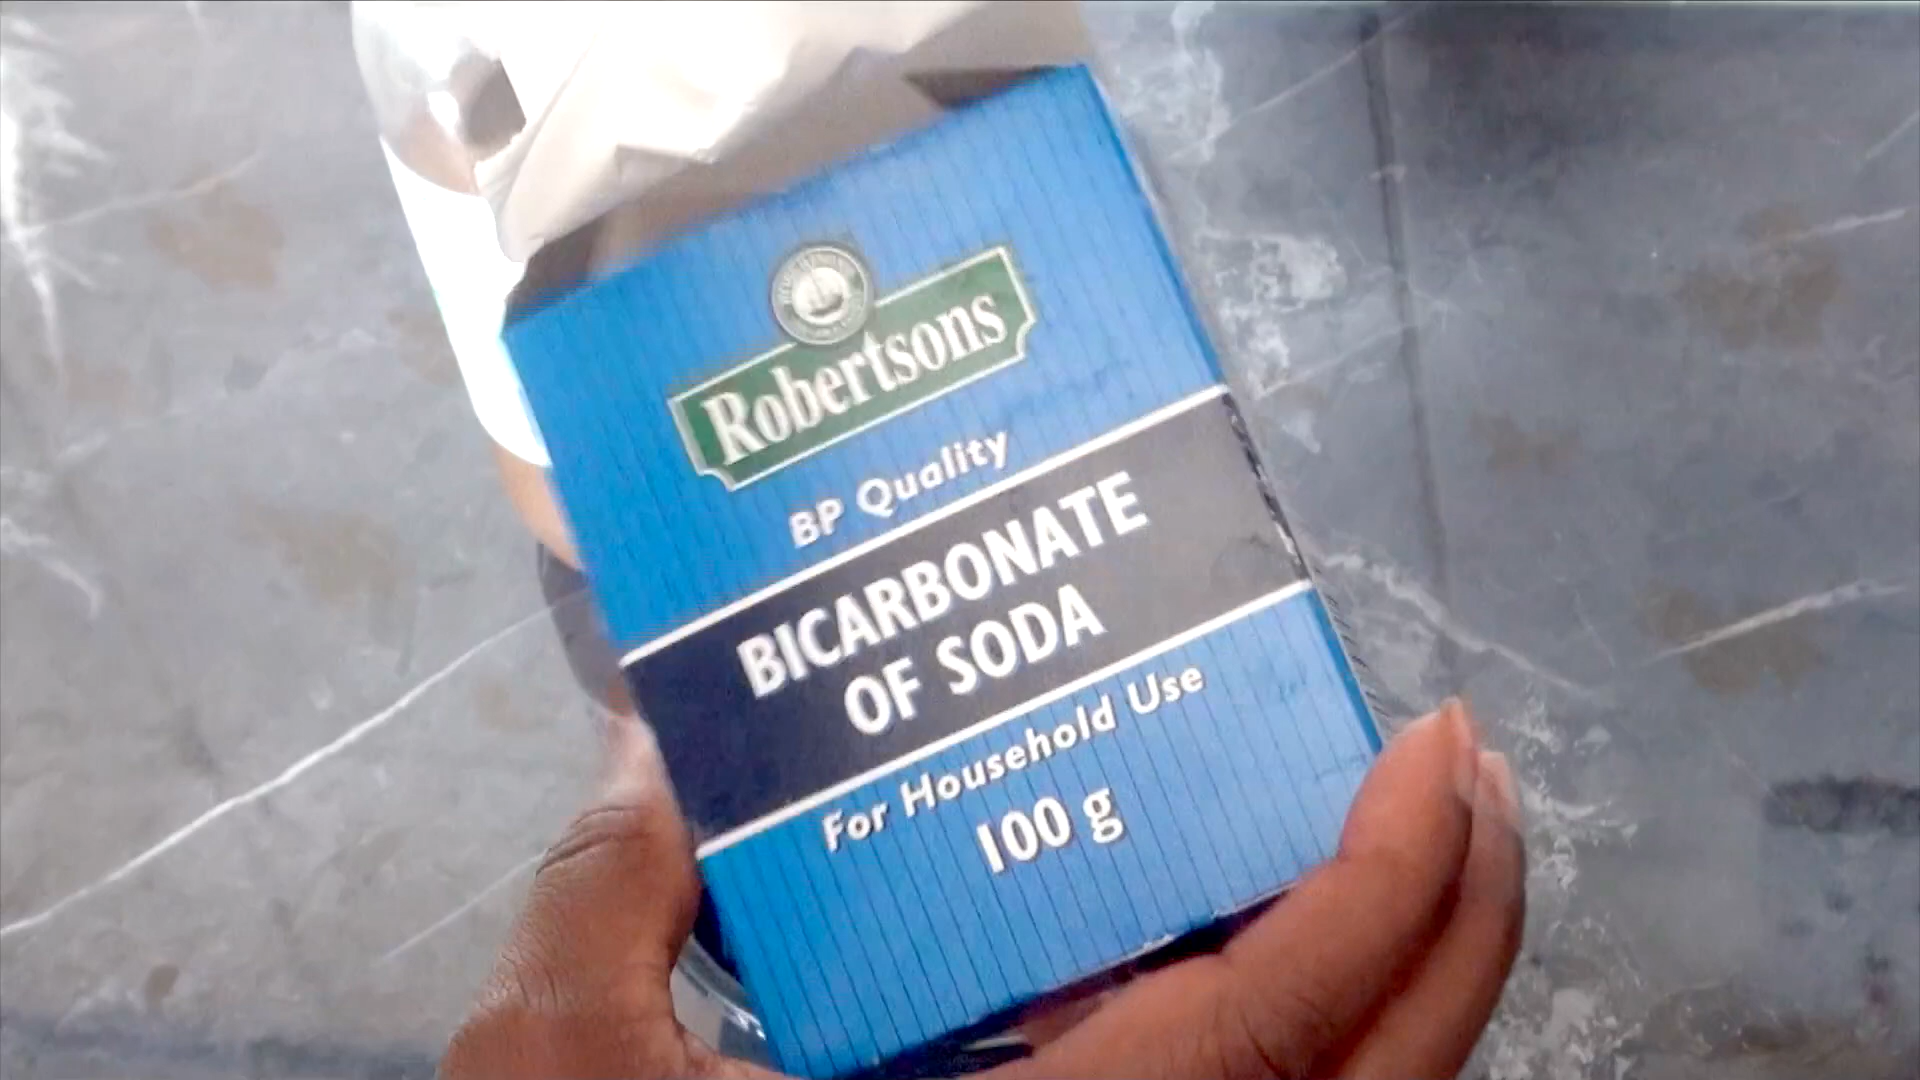 Robertsons
BP Quality
BICARBONATE
OF SODA
For Household Use
100 g